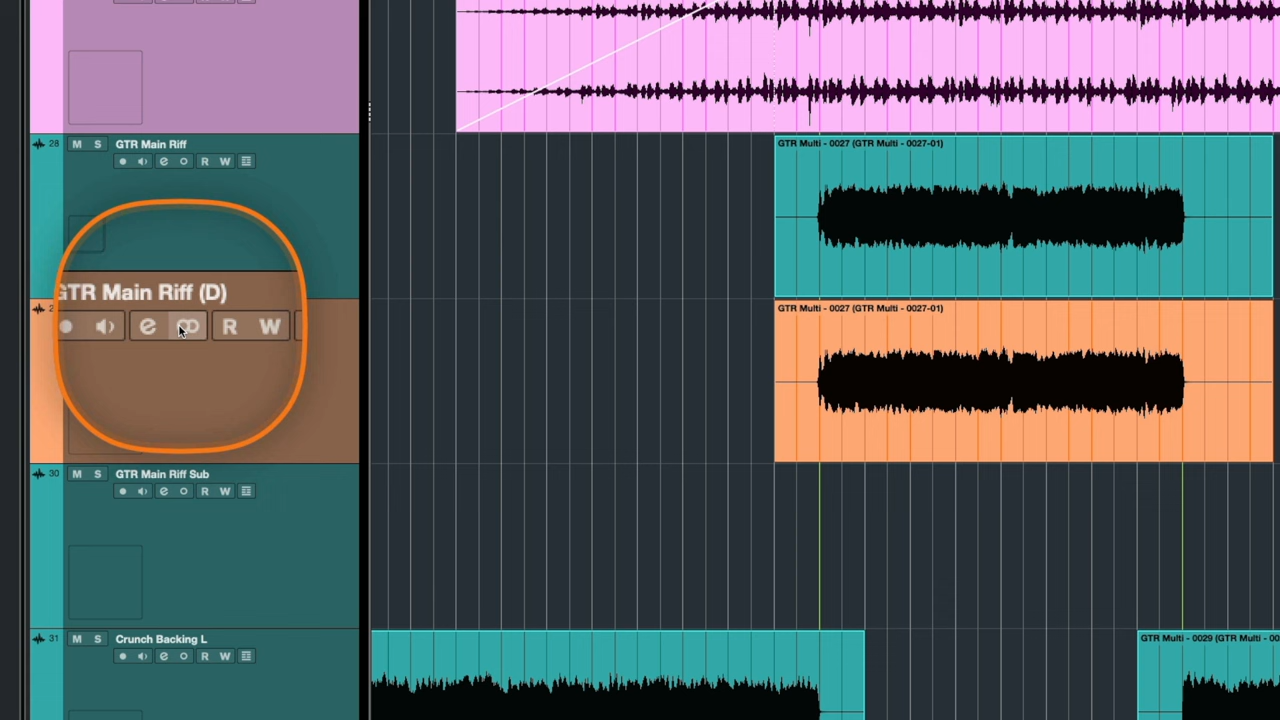 28 M S GTR Main Riff
R W
GTR Multi - 0027 (GTR Multi - 0027-01)
GTR Main Riff (D)
e R W
GTR Multi - 0027 (GTR Multi - 0027-01)
30 M S GTR Main Riff Sub
e R W
31 M S Crunch Backing L
e R W
GTR Multi - 0029 (GTR Multi - 00